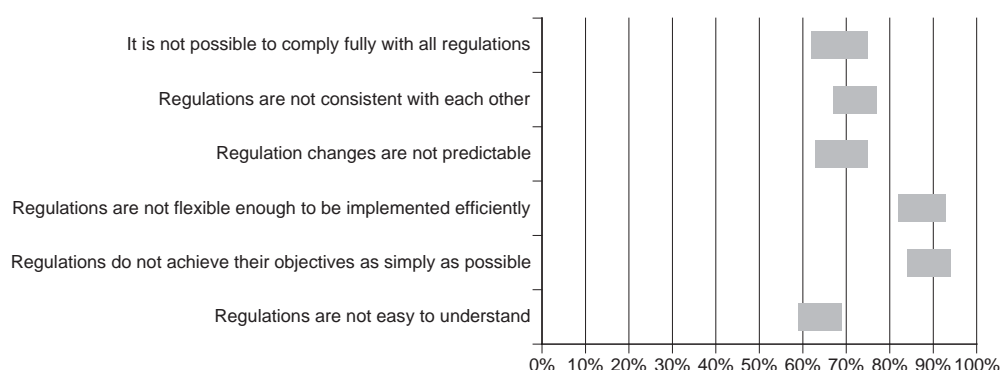 It is not possible to comply fully with all regulations
Regulations are not consistent with each other
Regulation changes are not predictable
Regulations are not flexible enough to be implemented efficiently
Regulations do not achieve their objectives as simply as possible
Regulations are not easy to understand
0% 10% 20% 30% 40% 50% 60% 70% 80% 90% 100%